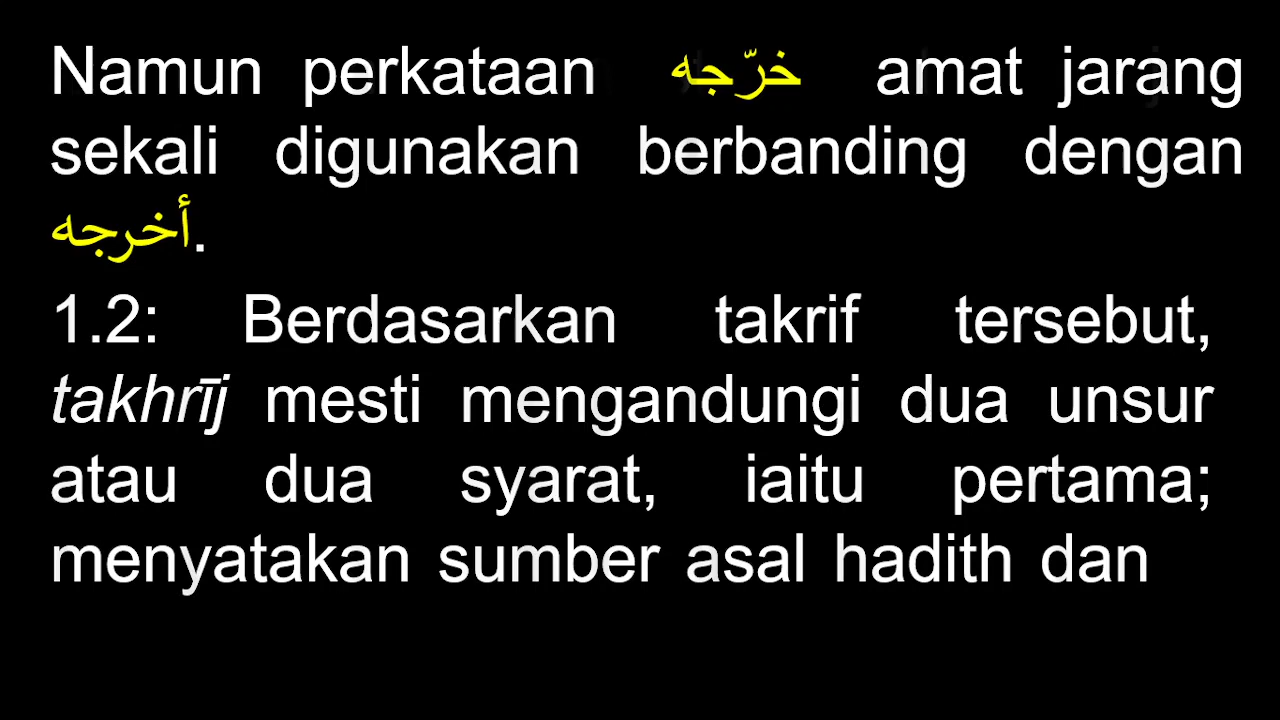 Namun perkataan خرّجه amat jarang
sekali digunakan berbanding dengan
أخرجه.
1.2: Berdasarkan takrif tersebut,
takhrīj mesti mengandungi dua unsur
atau dua syarat, iaitu pertama;
menyatakan sumber asal hadith dan